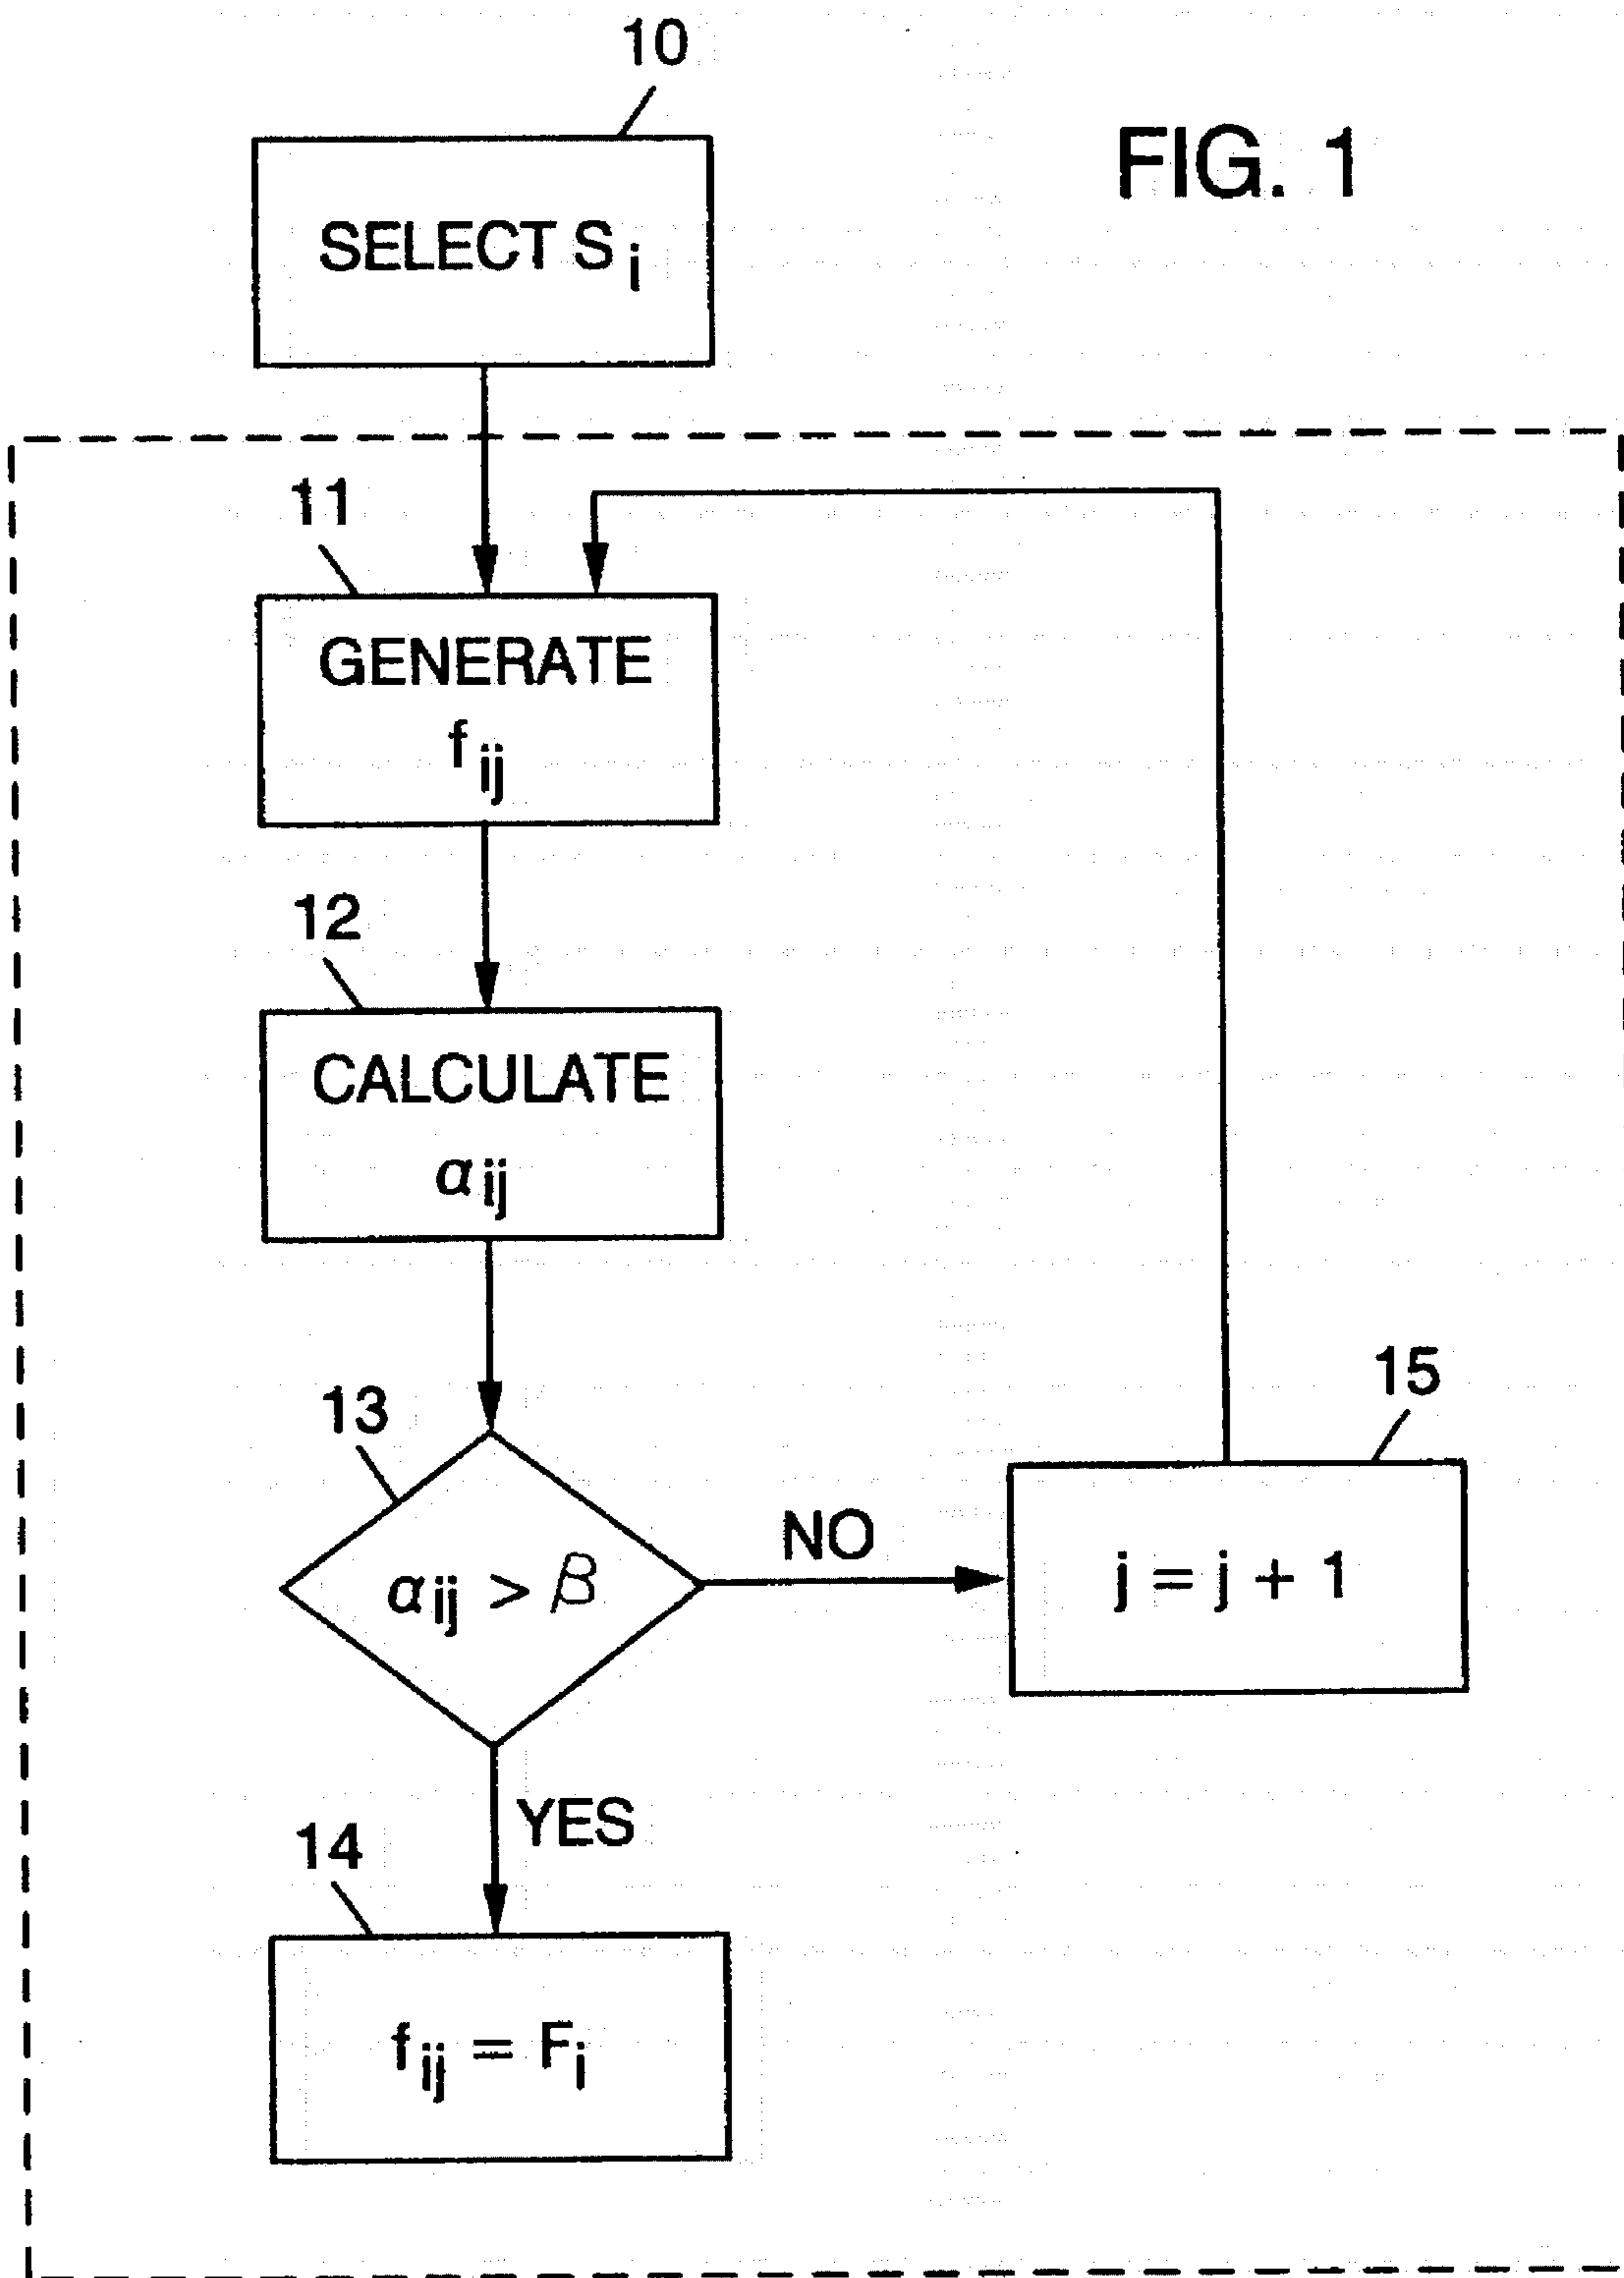 10
FIG. 1
SELECT S i
11
GENERATE
f ij
12
CALCULATE
α ij
13
α ij > β
NO
15
j = j + 1
YES
14
f ij = F i